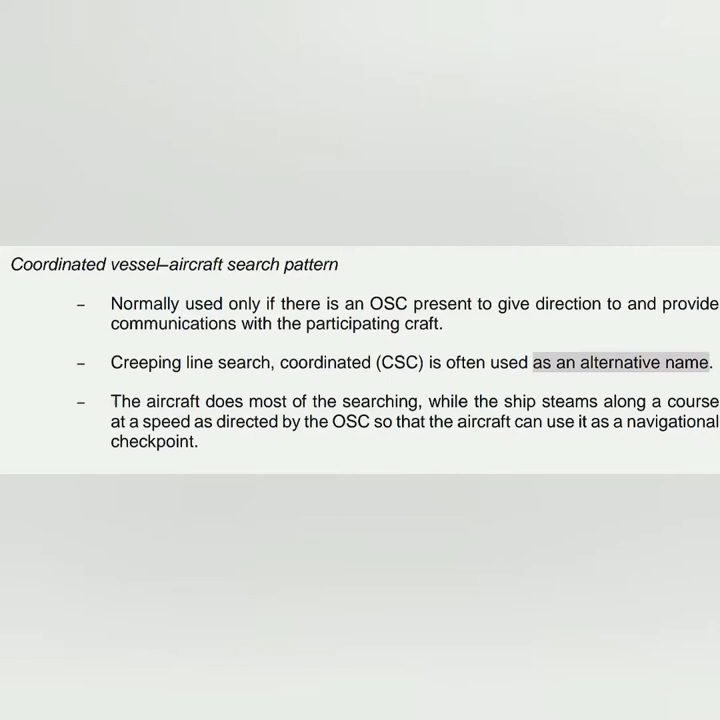 Coordinated vessel–aircraft search pattern
– Normally used only if there is an OSC present to give direction to and provide
communications with the participating craft.
– Creeping line search, coordinated (CSC) is often used as an alternative name.
– The aircraft does most of the searching, while the ship steams along a course
at a speed as directed by the OSC so that the aircraft can use it as a navigational
checkpoint.